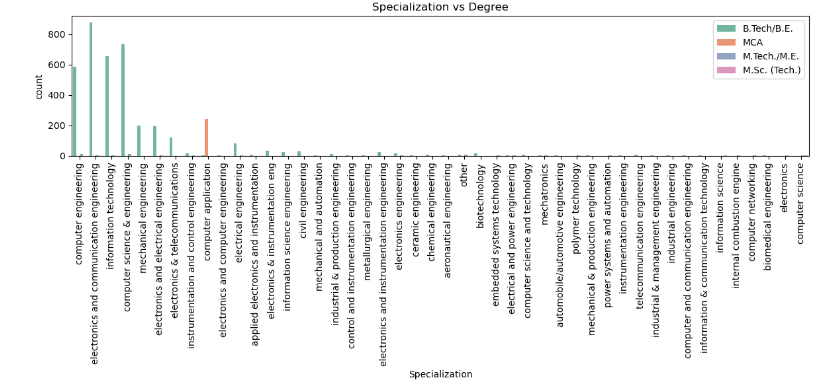 Specialization vs Degree
B.Tech/B.E.
MCA
M.Tech./M.E.
M.Sc. (Tech.)
count
800
600
400
200
0
computer engineering
electronics and communication engineering
information technology
computer science & engineering
mechanical engineering
electronics and electrical engineering
electronics & telecommunications
instrumentation and control engineering
computer application
electronics and computer engineering
electrical engineering
applied electronics and instrumentation
electronics & instrumentation eng
information science engineering
civil engineering
mechanical and automation
industrial & production engineering
control and instrumentation engineering
metallurgical engineering
electronics and instrumentation engineering
electronics engineering
ceramic engineering
chemical engineering
aeronautical engineering
other
biotechnology
embedded systems technology
electrical and power engineering
computer science and technology
mechatronics
automobile/automotive engineering
polymer technology
mechanical & production engineering
power systems and automation
instrumentation engineering
telecommunication engineering
industrial & management engineering
industrial engineering
computer and communication engineering
information & communication technology
information science
internal combustion engine
computer networking
biomedical engineering
electronics
computer science
Specialization